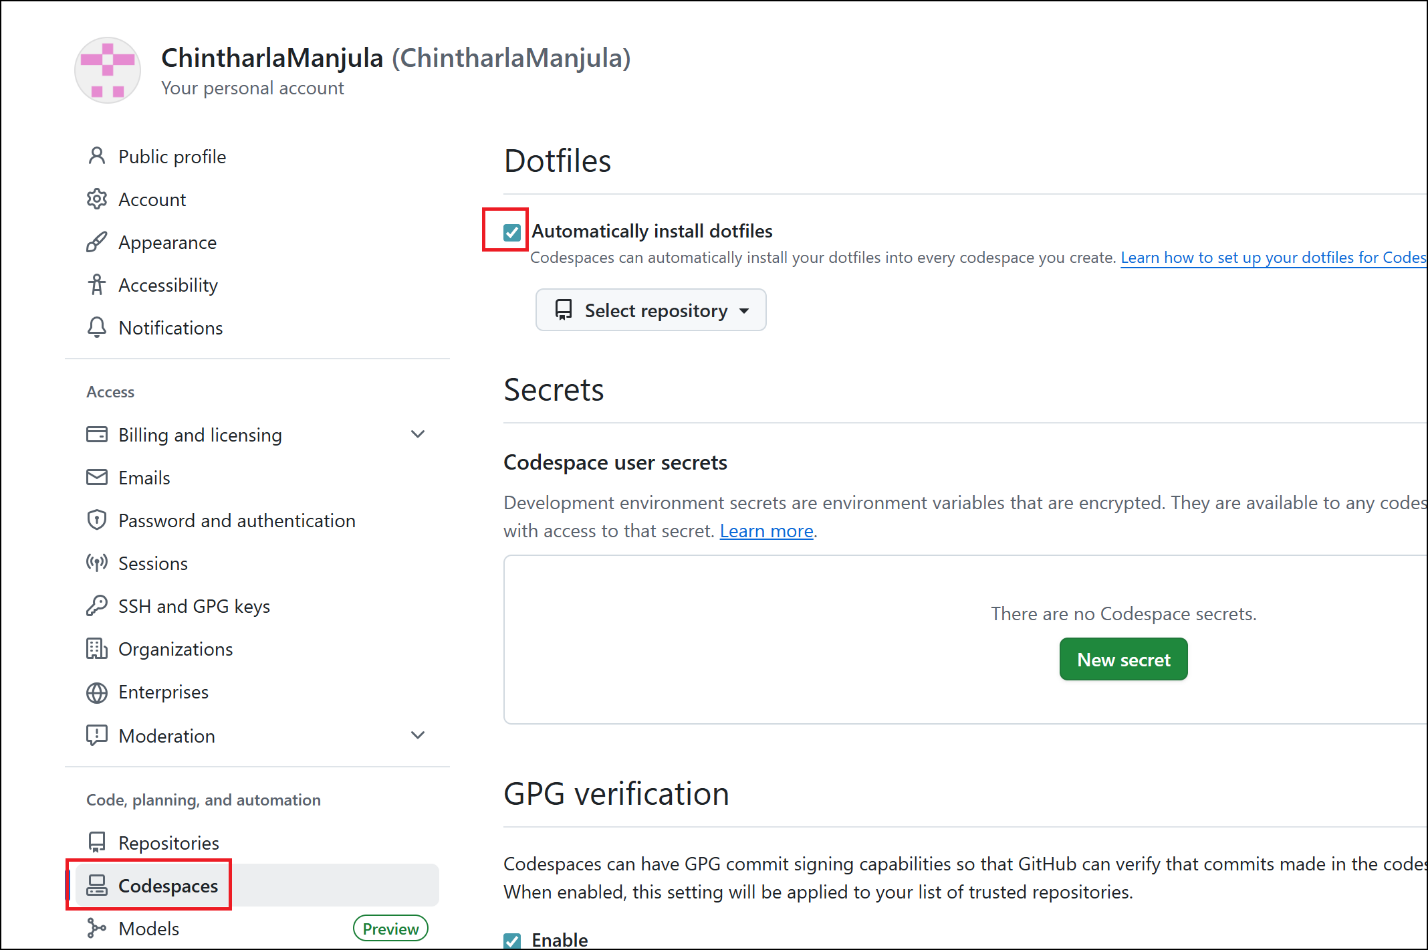 ChintharlaManjula (ChintharlaManjula)
Your personal account
Public profile
Account
Appearance
Accessibility
Notifications
Access
Billing and licensing
Emails
Password and authentication
Sessions
SSH and GPG keys
Organizations
Enterprises
Moderation
Code, planning, and automation
Repositories
Codespaces
Models
Preview
Dotfiles
Automatically install dotfiles
Codespaces can automatically install your dotfiles into every codespace you create. Learn how to set up your dotfiles for Codes
Select repository
Secrets
Codespace user secrets
Development environment secrets are environment variables that are encrypted. They are available to any codes
with access to that secret. Learn more.
There are no Codespace secrets.
New secret
GPG verification
Codespaces can have GPG commit signing capabilities so that GitHub can verify that commits made in the codes
When enabled, this setting will be applied to your list of trusted repositories.
Enable